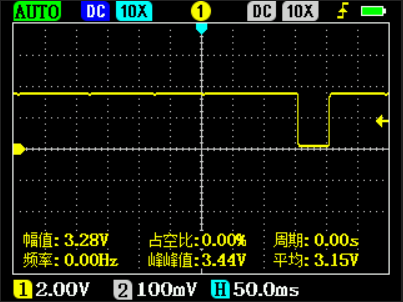 AUTO DC 10X 1 DC 10X
幅值: 3.28V 占空比: 0.00% 周期: 0.00s
频率: 0.00Hz 峰峰值: 3.44V 平均: 3.15V
1 2.00V 2 100mV H 50.0ms